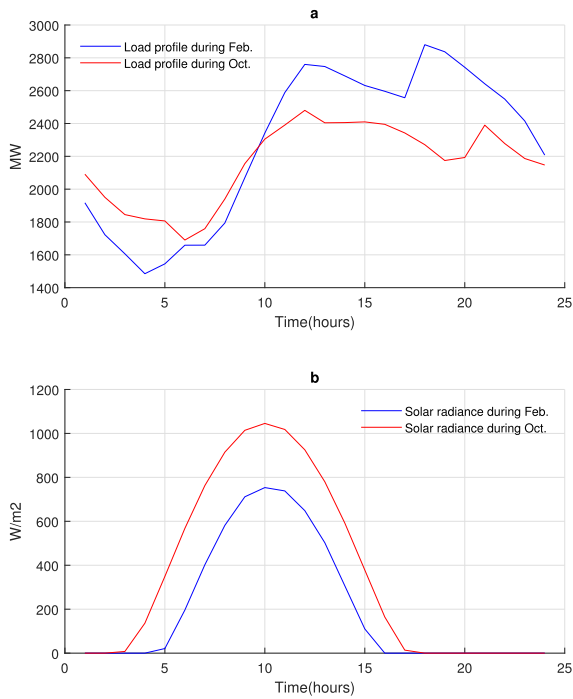 a
3000
2800
2600
2400
2200
2000
1800
1600
1400
MW
Load profile during Feb.
Load profile during Oct.
0 5 10 15 20 25
Time(hours)
b
1200
1000
800
600
400
200
0
W/m2
Solar radiance during Feb.
Solar radiance during Oct.
0 5 10 15 20 25
Time(hours)